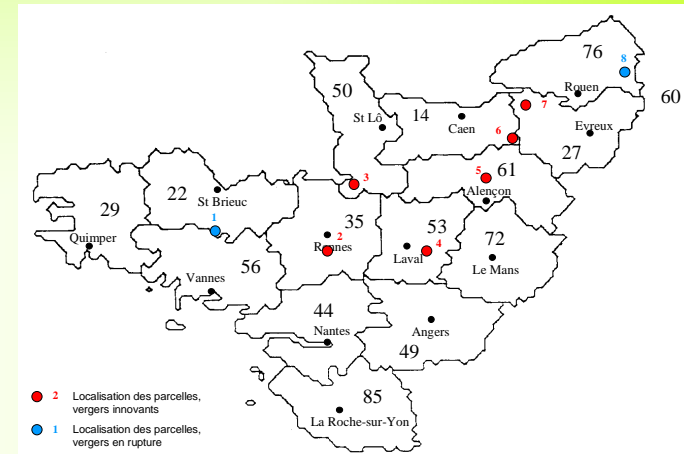 76
8
50
60
7
Rouen
St Lô
14
Caen
6
Evreux
27
3
5
61
22
Alençon
St Brieuc
29
1
35
53
Quimper
2
Rennes
4
Laval
72
Le Mans
56
Vannes
44
Nantes
Angers
49
85
La Roche-sur-Yon
2 Localisation des parcelles,
vergers innovants
1 Localisation des parcelles,
vergers en rupture